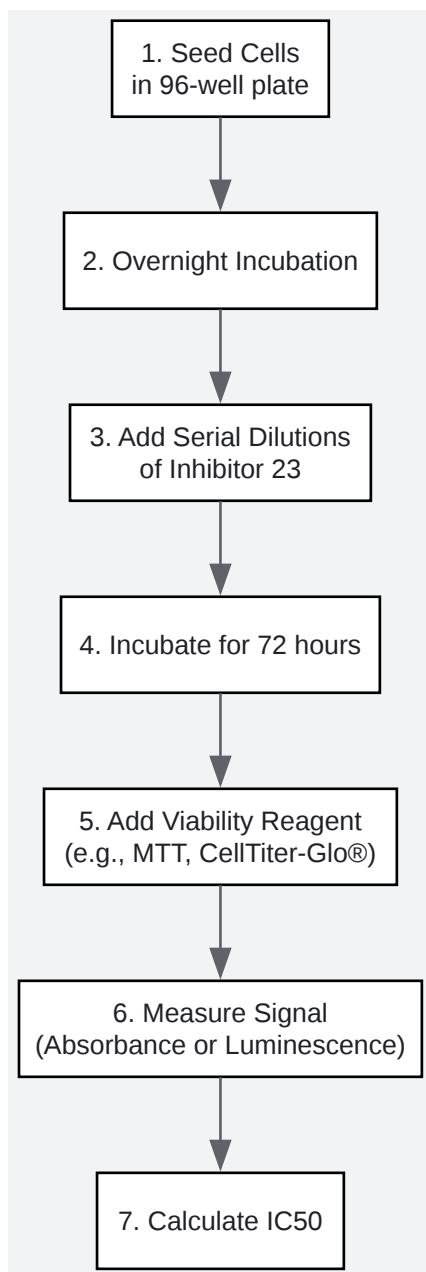 1. Seed Cells
in 96-well plate
2. Overnight Incubation
3. Add Serial Dilutions
of Inhibitor 23
4. Incubate for 72 hours
5. Add Viability Reagent
(e.g., MTT, CellTiter-Glo®)
6. Measure Signal
(Absorbance or Luminescence)
7. Calculate IC50